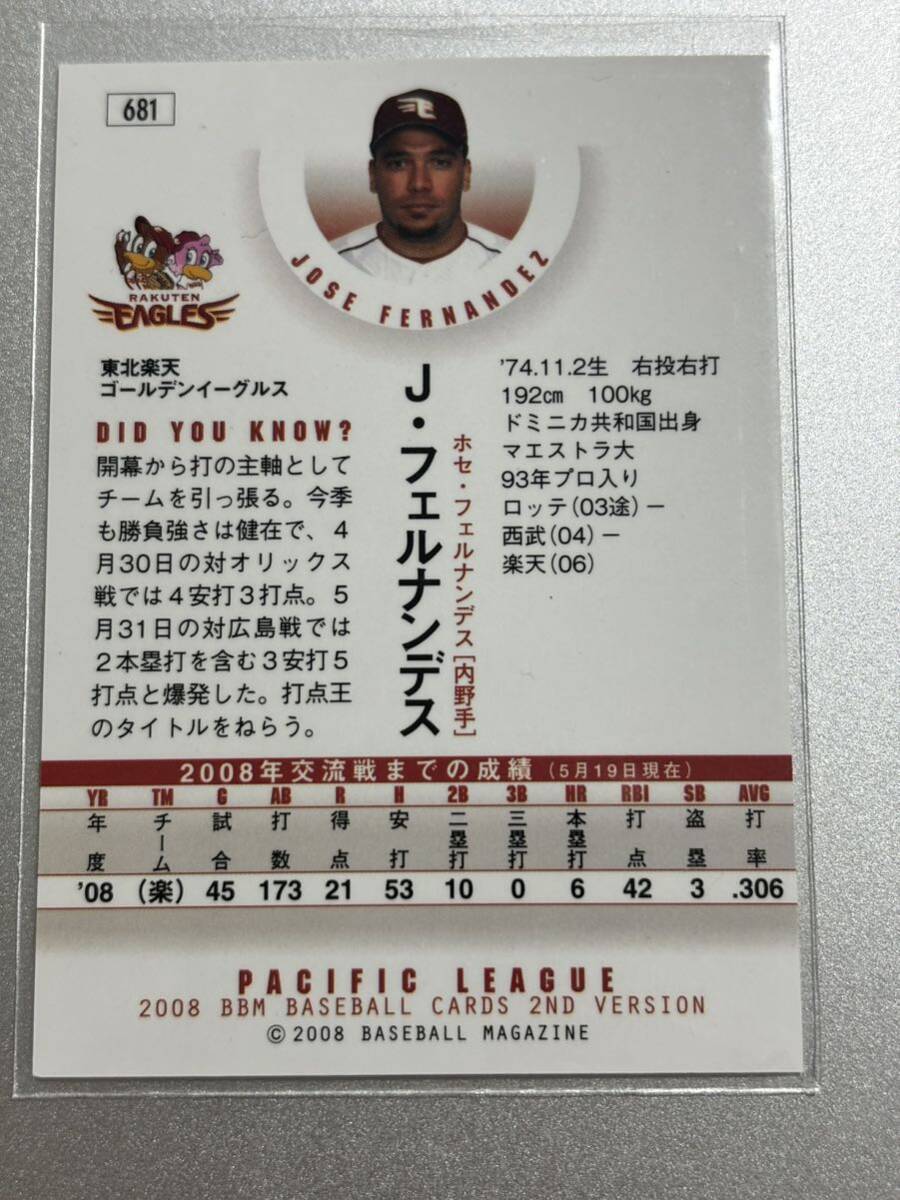 681
JOSE FERNANDEZ
RAKUTEN
EAGLES
東北楽天
ゴールデンイーグルス
DID YOU KNOW?
開幕から打の主軸として
チームを引っ張る。今季
も勝負強さは健在で、4
月30日の対オリックス
戦では4安打3打点。5
月31日の対広島戦では
2本塁打を含む3安打5
打点と爆発した。打点王
のタイトルをねらう。
J・フェルナンデス
ホセ・フェルナンデス[内野手]
'74.11.2生 右投右打
192cm 100kg
ドミニカ共和国出身
マエストラ大
93年プロ入り
ロッテ(03途)－
西武(04)－
楽天(06)
2008年交流戦までの成績(5月19日現在)
YR TM G AB R H 2B 3B HR RBI SB AVG
年度 チーム 試合 打数 得点 安打 二塁打 三塁打 本塁打 打点 盗塁 打率
'08 (楽) 45 173 21 53 10 0 6 42 3 .306
PACIFIC LEAGUE
2008 BBM BASEBALL CARDS 2ND VERSION
© 2008 BASEBALL MAGAZINE